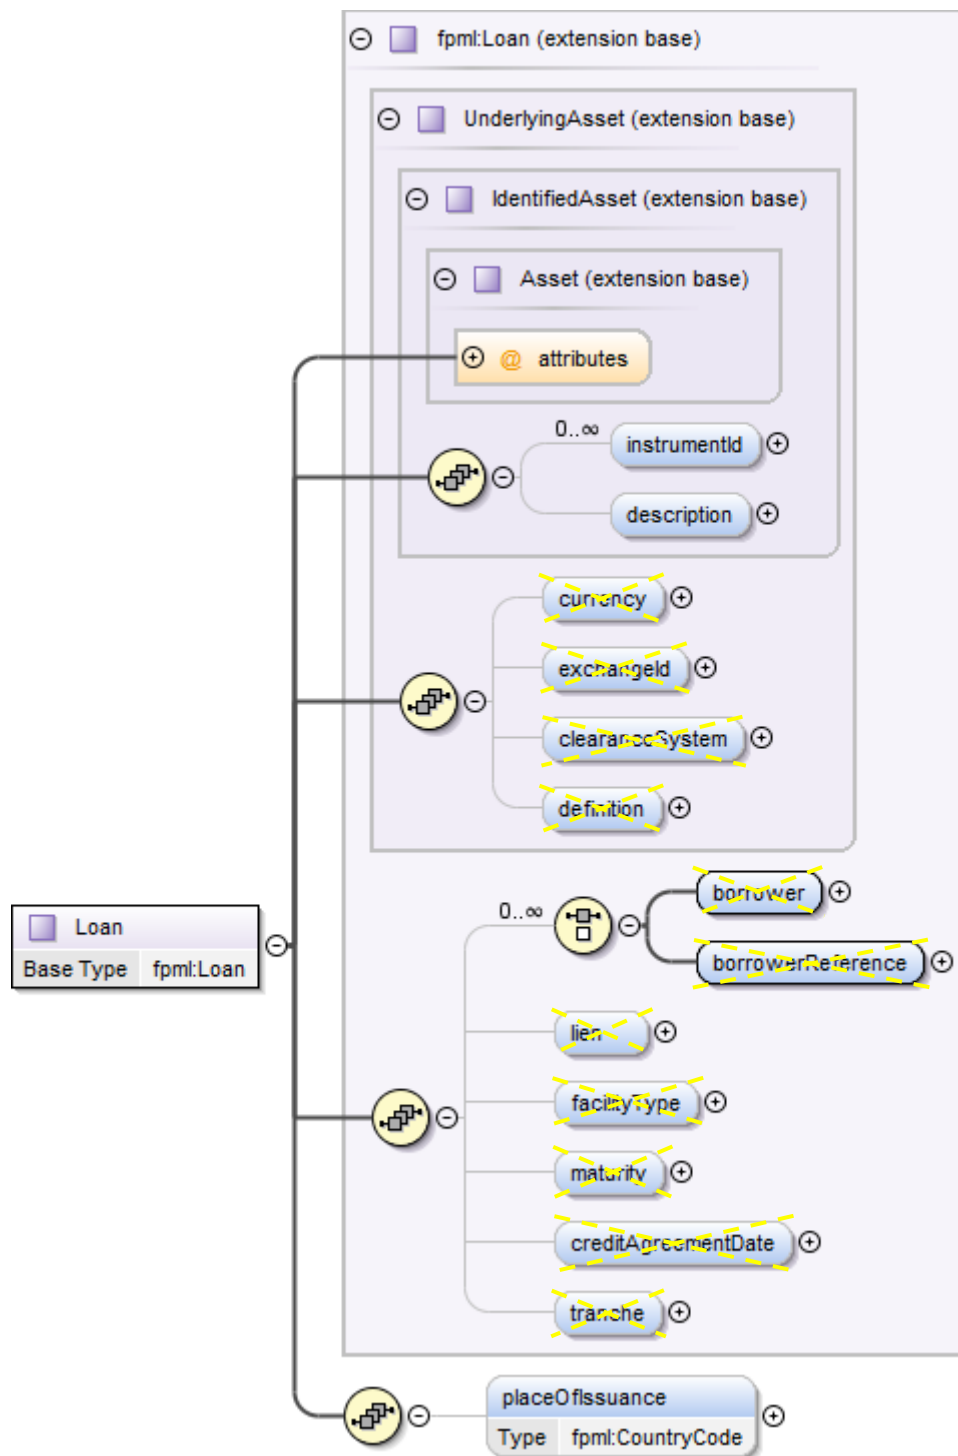 fpml:Loan (extension base)
UnderlyingAsset (extension base)
IdentifiedAsset (extension base)
Asset (extension base)
@ attributes
0..∞
instrumentId
description
currency
exchangeId
clearanceSystem
definition
0..∞
borrower
borrowerReference
Loan
Base Type fpml:Loan
lien
facilityType
maturity
creditAgreementDate
tranche
placeOfIssuance
Type fpml:CountryCode